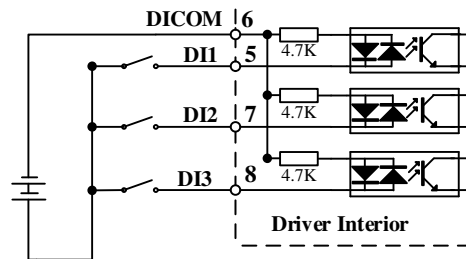 DICOM 6
4.7K
DI1 5
DI2 7
4.7K
DI3 8
4.7K
Driver Interior